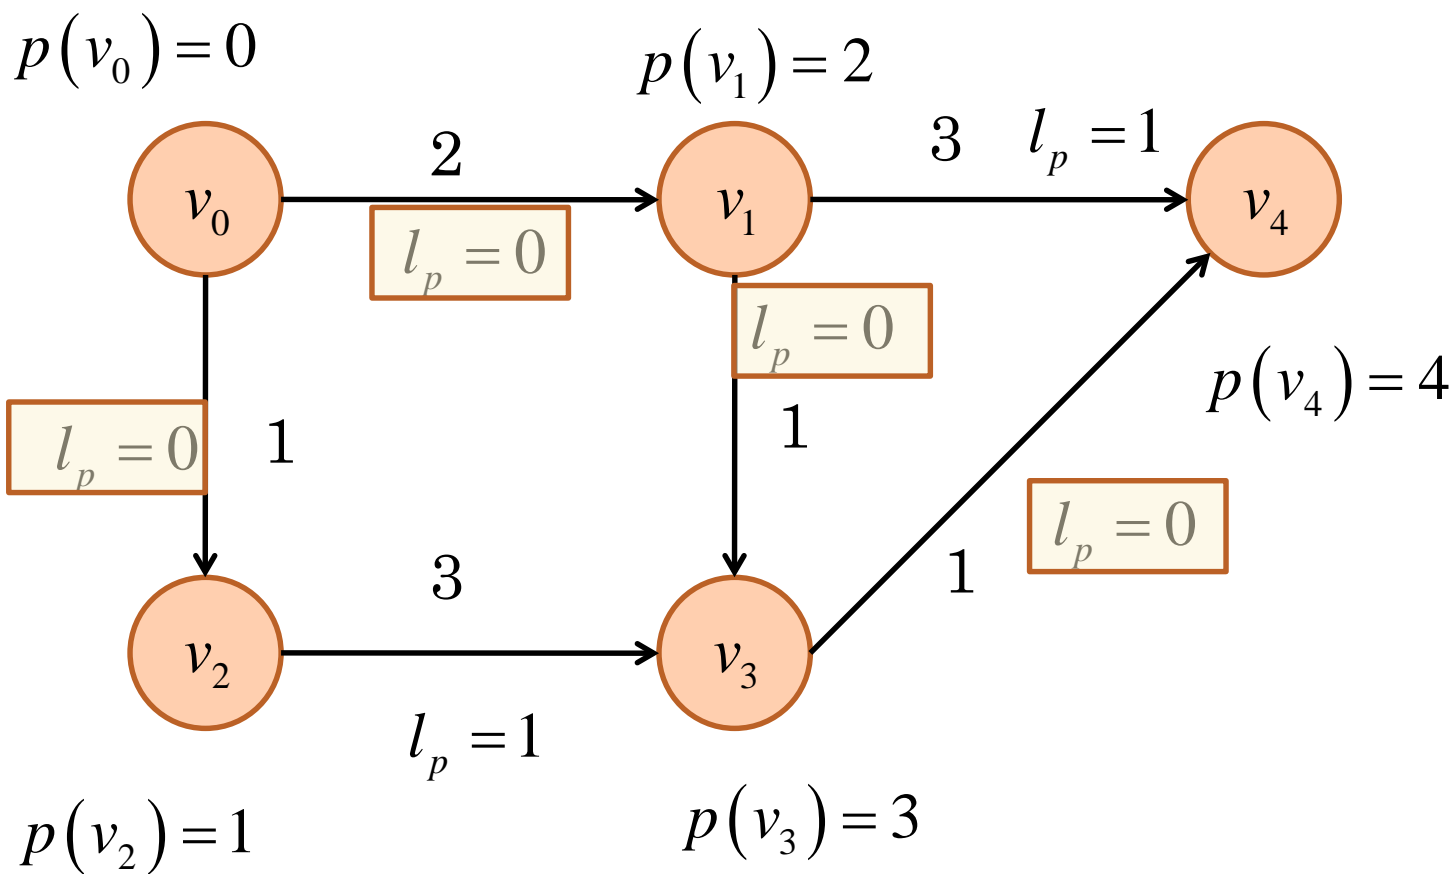 p(v₀) = 0
p(v₁) = 2
2
3
lₚ = 1
v₀
v₁
v₄
lₚ = 0
lₚ = 0
p(v₄) = 4
lₚ = 0
1
1
lₚ = 0
3
1
v₂
v₃
lₚ = 1
p(v₂) = 1
p(v₃) = 3